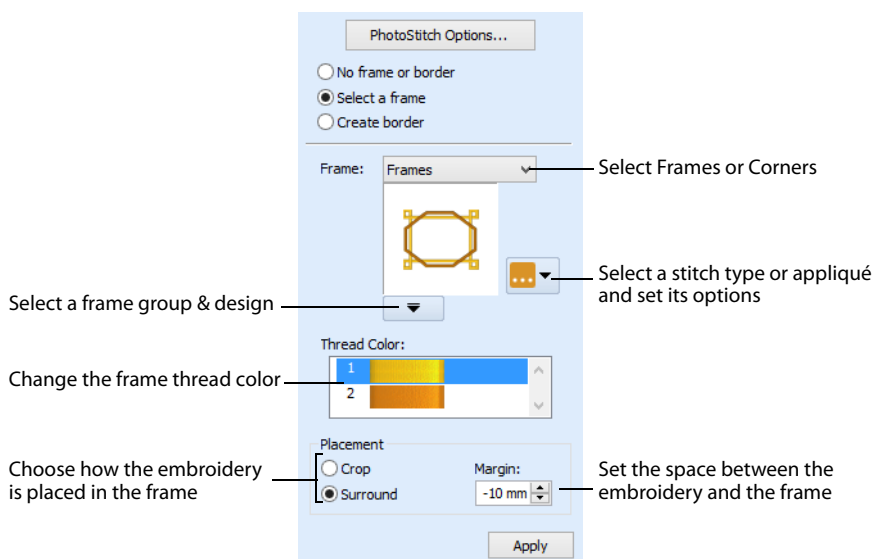 PhotoStitch Options...
No frame or border
Select a frame
Create border
Frame:
Frames
Select Frames or Corners
Select a stitch type or appliqué
and set its options
Select a frame group & design
Thread Color:
1
2
Change the frame thread color
Placement
Crop
Surround
Margin:
-10 mm
Choose how the embroidery
is placed in the frame
Set the space between the
embroidery and the frame
Apply